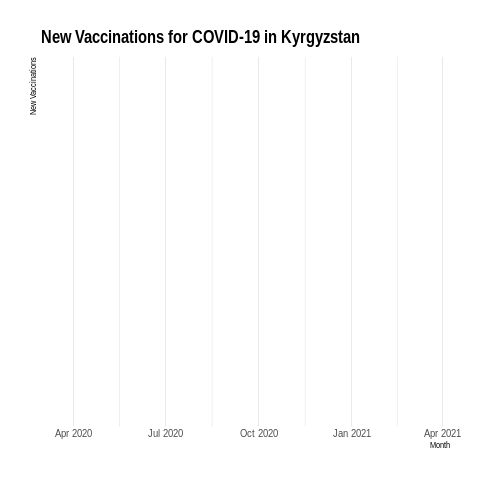 New Vaccinations for COVID-19 in Kyrgyzstan
New Vaccinations
Apr 2020 Jul 2020 Oct 2020 Jan 2021 Apr 2021
Month